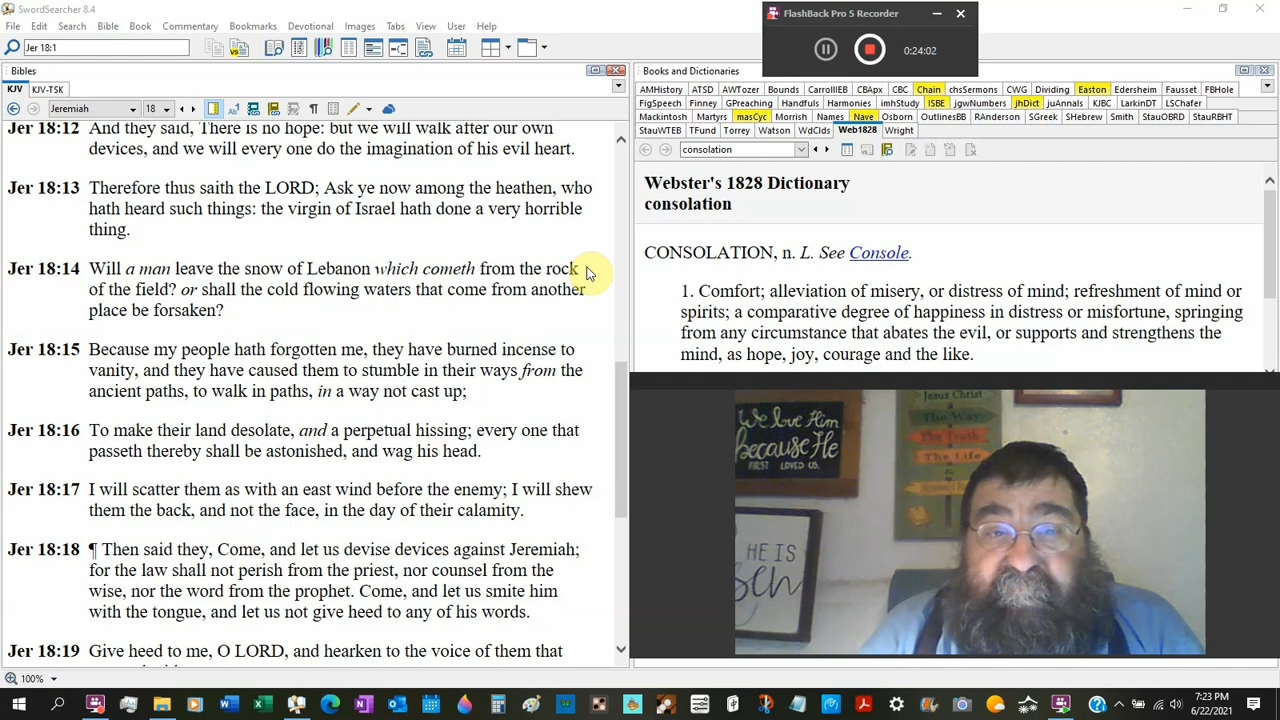 SwordSearcher 8.4
File Edit Search Bible Book Commentary Bookmarks Devotional Images Tabs View User Help
Jer 18:1
Bibles
KJV KJV-TSK
Jeremiah 18
Jer 18:12 And they said, There is no hope: but we will walk after our own
devices, and we will every one do the imagination of his evil heart.
Jer 18:13 Therefore thus saith the LORD; Ask ye now among the heathen, who
hath heard such things: the virgin of Israel hath done a very horrible
thing.
Jer 18:14 Will a man leave the snow of Lebanon which cometh from the rock
of the field? or shall the cold flowing waters that come from another
place be forsaken?
Jer 18:15 Because my people hath forgotten me, they have burned incense to
vanity, and they have caused them to stumble in their ways from the
ancient paths, to walk in paths, in a way not cast up;
Jer 18:16 To make their land desolate, and a perpetual hissing; every one that
passeth thereby shall be astonished, and wag his head.
Jer 18:17 I will scatter them as with an east wind before the enemy; I will shew
them the back, and not the face, in the day of their calamity.
Jer 18:18 ¶ Then said they, Come, and let us devise devices against Jeremiah;
for the law shall not perish from the priest, nor counsel from the
wise, nor the word from the prophet. Come, and let us smite him
with the tongue, and let us not give heed to any of his words.
Jer 18:19 Give heed to me, O LORD, and hearken to the voice of them that
100%
FlashBack Pro 5 Recorder
0:24:02
Books and Dictionaries
AMHistory ATSD AWTozer Bounds CarrollEIB CBApx CBC Chain chsSermons CWG Dividing Easton Edersheim Fausset FBHole
FigSpeech Finney GPreaching Handfuls Harmonies imhStudy ISBE jgwNumbers jhDict juAnnals KJBC LarkinDT LSChafer
Mackintosh Martyrs masCyc Morrish Names Nave Osborn OutlinesBB RAnderson SGreek SHebrew Smith StauOBRD StauRBHT
StauWTEB TFund Torrey Watson WdClds Web1828 Wright
consolation
Webster's 1828 Dictionary
consolation
CONSOLATION, n. L. See Console.
1. Comfort; alleviation of misery, or distress of mind; refreshment of mind or
spirits; a comparative degree of happiness in distress or misfortune, springing
from any circumstance that abates the evil, or supports and strengthens the
mind, as hope, joy, courage and the like.
We love Him
because He
FIRST LOVED US.
Jesus Christ
The Way
The Truth
The Life
HE IS
7:23 PM
6/22/2021